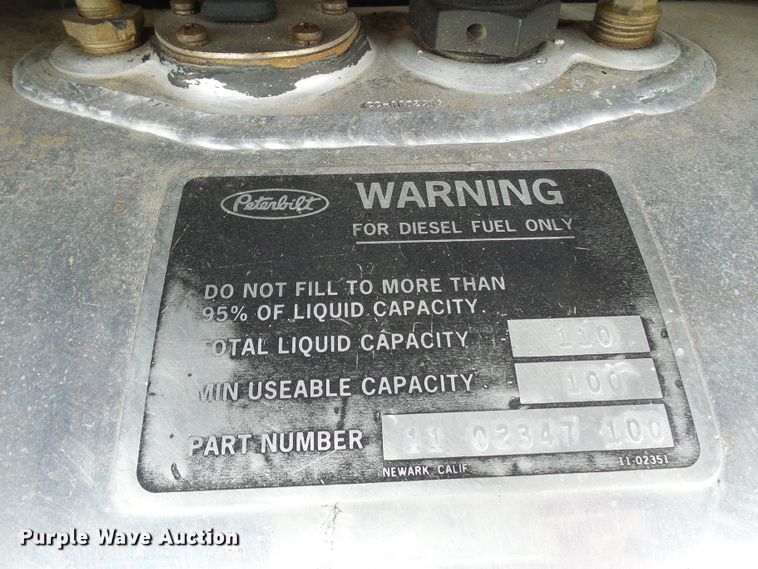 Peterbilt
WARNING
FOR DIESEL FUEL ONLY
DO NOT FILL TO MORE THAN
95% OF LIQUID CAPACITY.
TOTAL LIQUID CAPACITY 110
MIN USEABLE CAPACITY 100
PART NUMBER 11 02347 100
NEWARK, CALIF. 11-02351
Purple Wave Auction